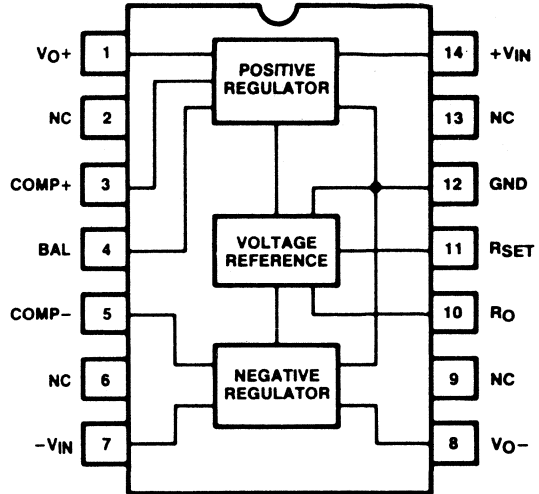 VO+ 1
14 +VIN
POSITIVE
REGULATOR
NC 2
13 NC
COMP+ 3
12 GND
BAL 4
VOLTAGE
REFERENCE
11 RSET
COMP- 5
10 RO
NC 6
NEGATIVE
REGULATOR
9 NC
-VIN 7
8 VO-